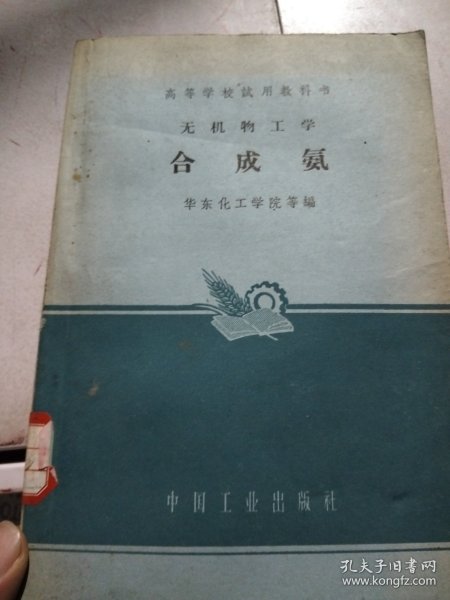 高等学校试用教科书
无机物工学
合成氨
华东化工学院等编
中国工业出版社
孔夫子旧书网
www.kongfz.com